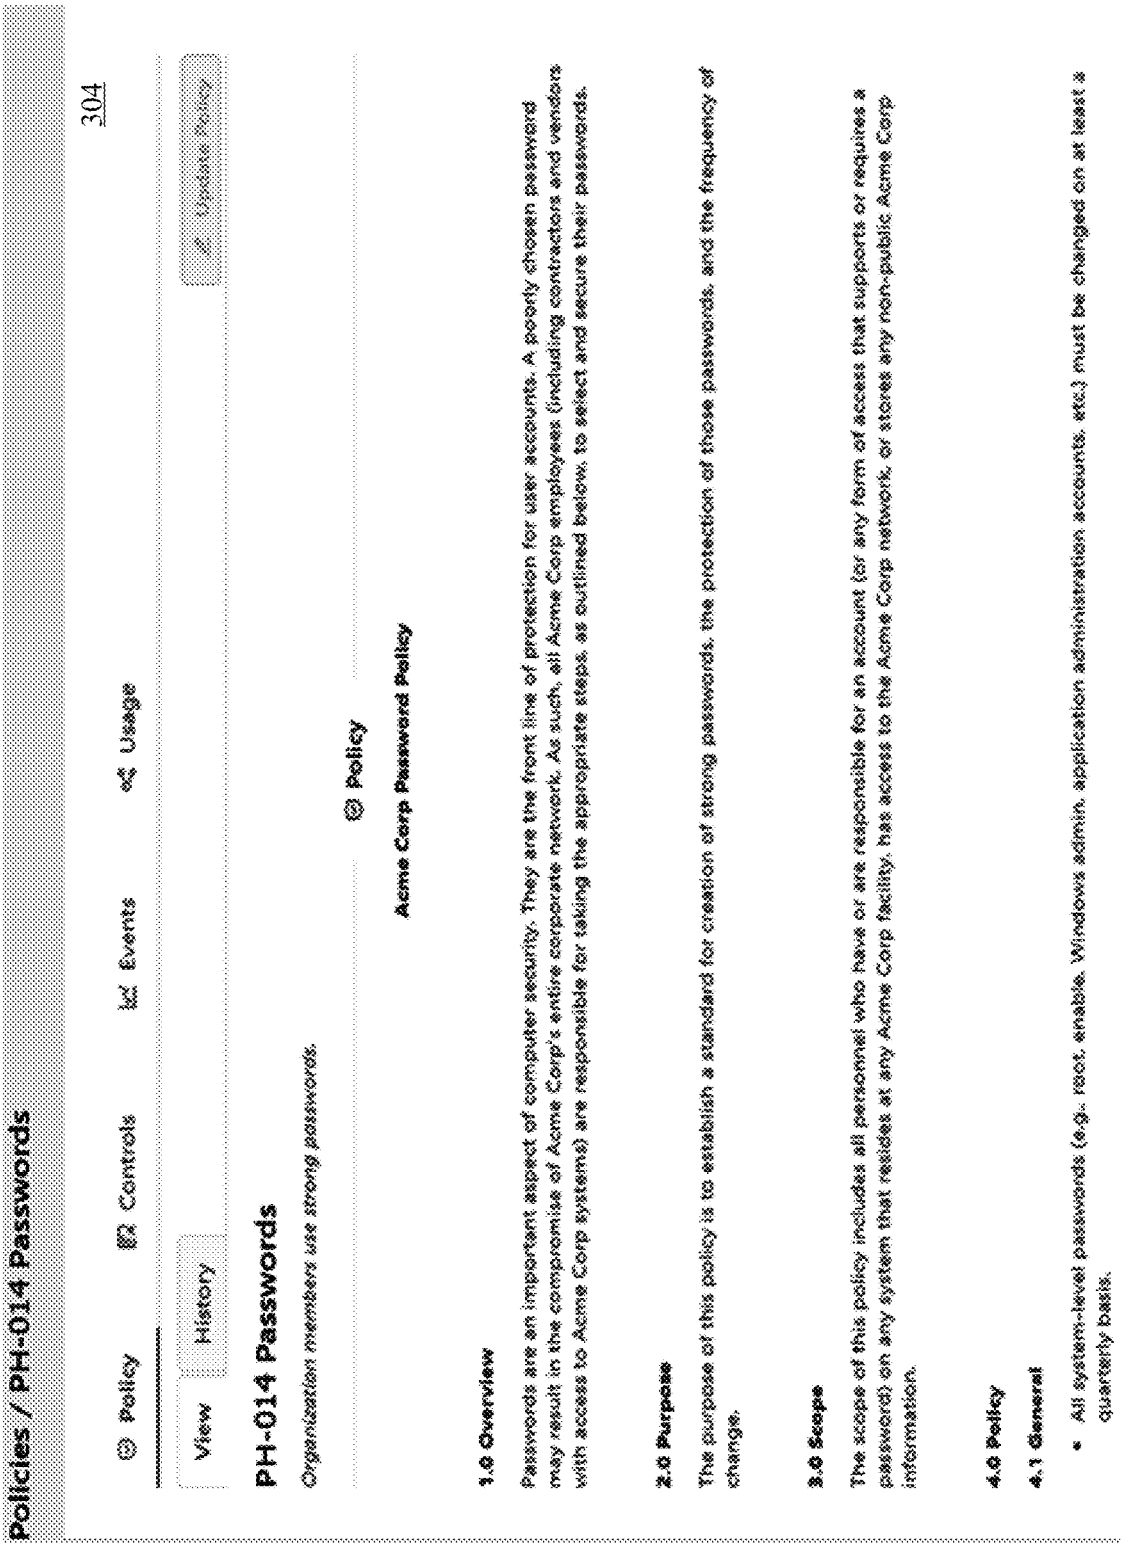 Policies / PH-014 Passwords
304
Policy
Controls
Events
Usage
View
History
Update Policy
PH-014 Passwords
Organization members use strong passwords.
Policy
Acme Corp Password Policy
1.0 Overview
Passwords are an important aspect of computer security. They are the front line of protection for user accounts. A poorly chosen password
may result in the compromise of Acme Corp's entire corporate network. As such, all Acme Corp employees (including contractors and vendors
with access to Acme Corp systems) are responsible for taking the appropriate steps, as outlined below, to select and secure their passwords.
2.0 Purpose
The purpose of this policy is to establish a standard for creation of strong passwords, the protection of those passwords, and the frequency of
change.
3.0 Scope
The scope of this policy includes all personnel who have or are responsible for an account (or any form of access that supports or requires a
password) on any system that resides at any Acme Corp facility, has access to the Acme Corp network, or stores any non-public Acme Corp
information.
4.0 Policy
4.1 General
• All system-level passwords (e.g., root, enable, Windows admin, application administration accounts, etc.) must be changed on at least a
quarterly basis.